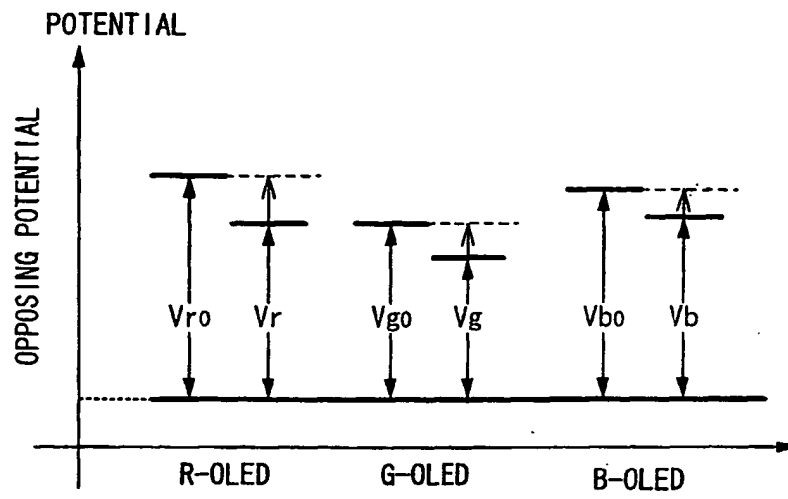 POTENTIAL
OPPOSING POTENTIAL
Vro Vr Vgo Vg Vbo Vb
R-OLED G-OLED B-OLED